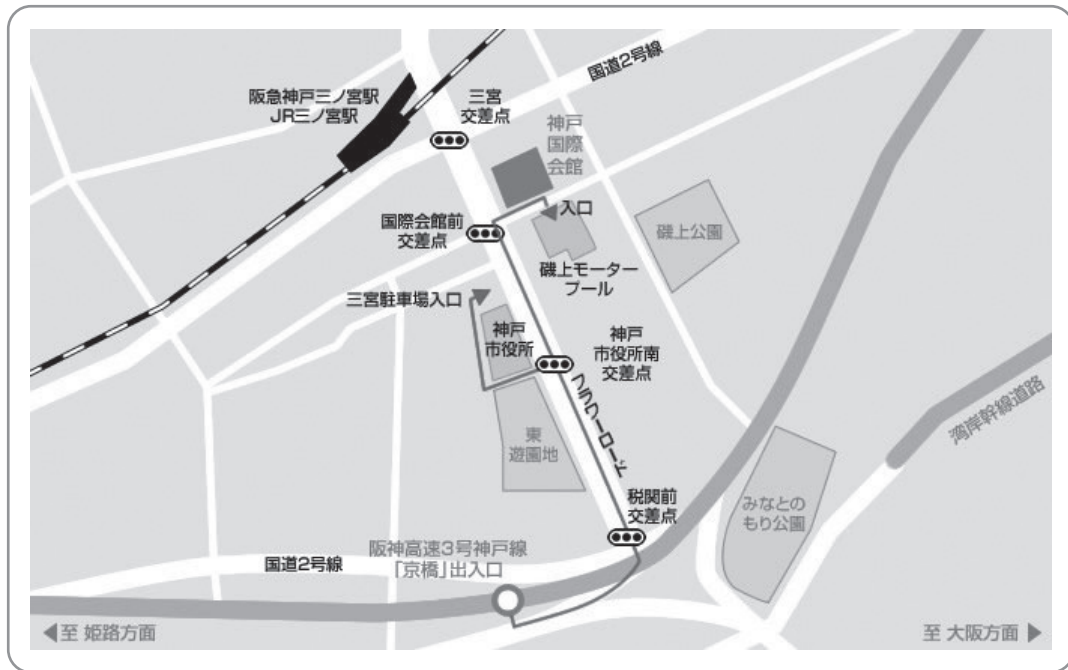 国道2号線
阪急神戸三ノ宮駅
JR三ノ宮駅
三宮
交差点
神戸
国際
会館
国際会館前
交差点
入口
磯上公園
磯上モーター
プール
三宮駐車場入口
神戸
市役所
神戸
市役所南
交差点
フラワーロード
東
遊園地
湾岸幹線道路
税関前
交差点
みなとの
もり公園
国道2号線
阪神高速3号神戸線
「京橋」出入口
◀至 姫路方面
至 大阪方面 ▶